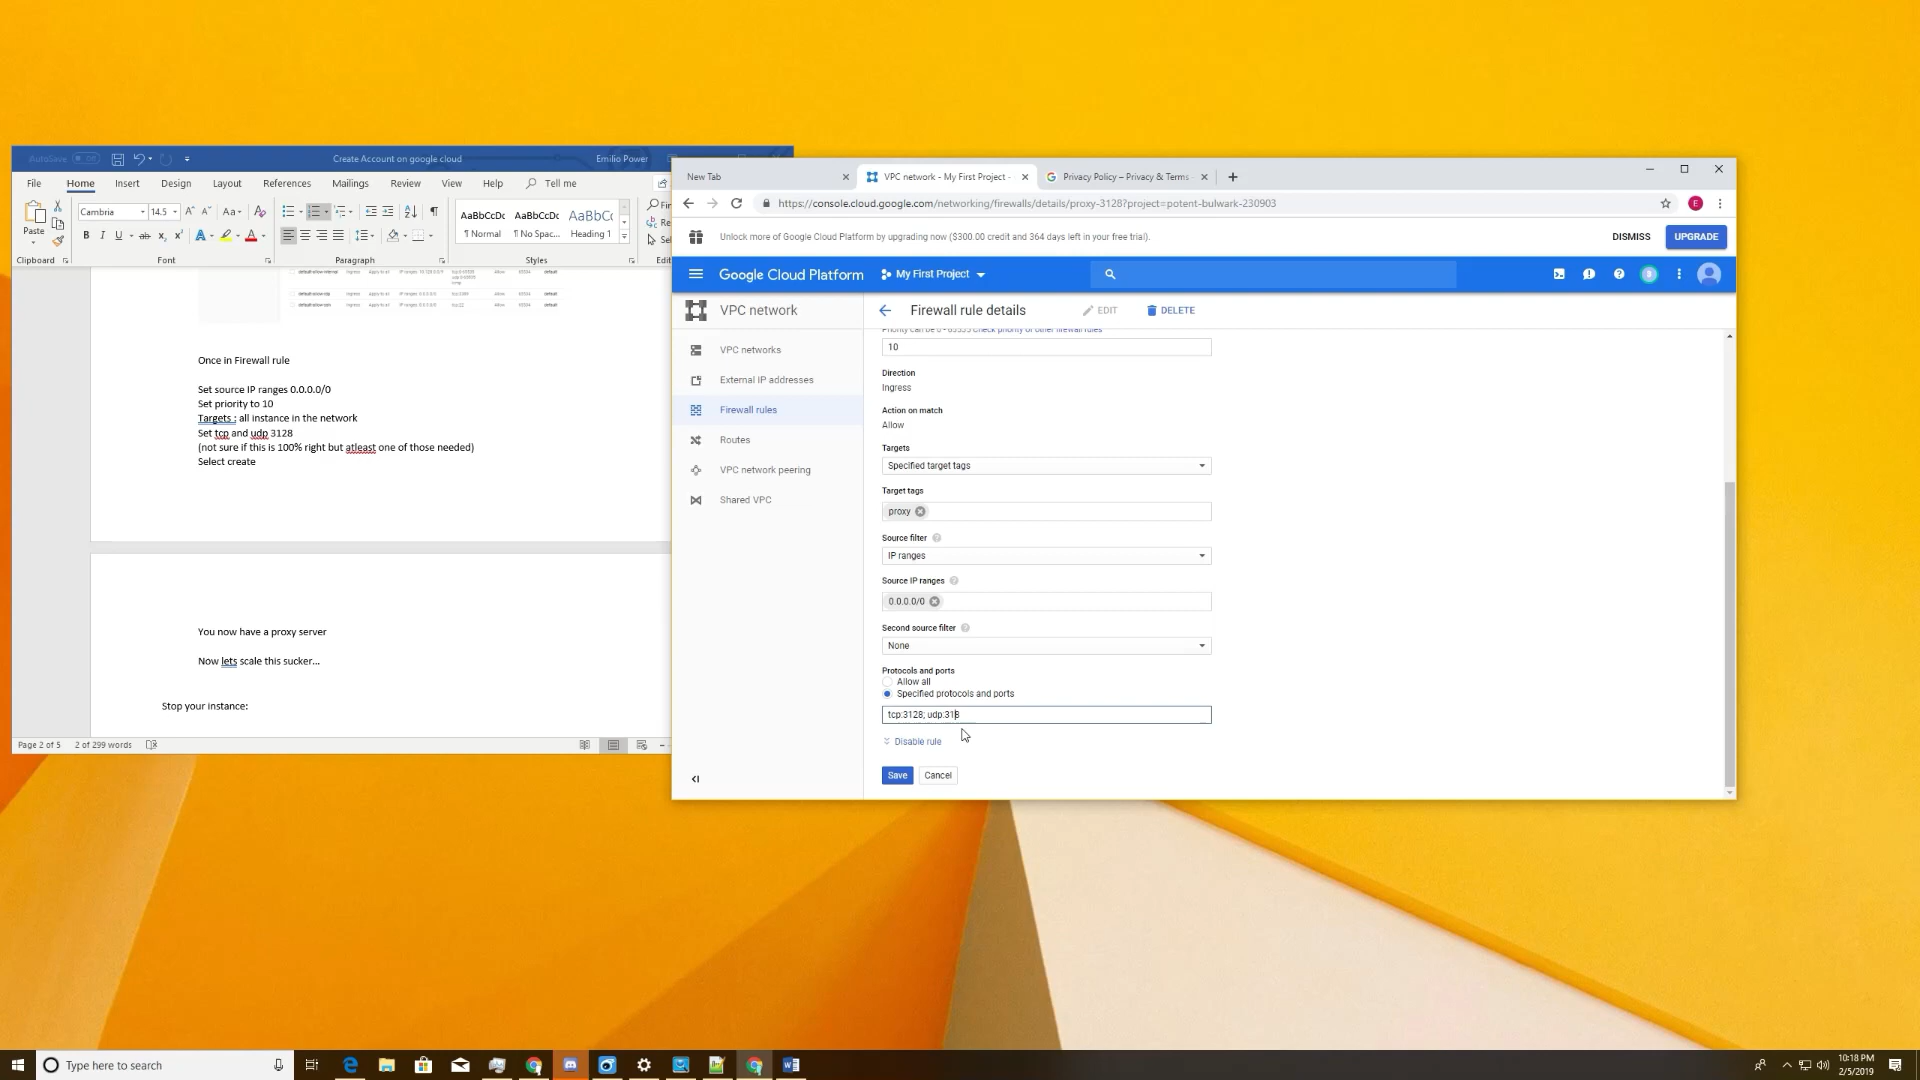 AutoSave Off
Create Account on google cloud
Emilio Power
File Home Insert Design Layout References Mailings Review View Help Tell me
Paste
Cambria 14.5
AaBbCcDc AaBbCcDc AaBbCc
¶ Normal ¶ No Spac... Heading 1
Clipboard Font Paragraph Styles
Once in Firewall rule
Set source IP ranges 0.0.0.0/0
Set priority to 10
Targets : all instance in the network
Set tcp and udp 3128
(not sure if this is 100% right but atleast one of those needed)
Select create
You now have a proxy server
Now lets scale this sucker...
Stop your instance:
Page 2 of 5 2 of 299 words
New Tab
VPC network - My First Project -
Privacy Policy – Privacy & Terms
https://console.cloud.google.com/networking/firewalls/details/proxy-3128?project=potent-bulwark-230903
E
Unlock more of Google Cloud Platform by upgrading now ($300.00 credit and 364 days left in your free trial).
DISMISS
UPGRADE
Google Cloud Platform
My First Project
VPC network
VPC networks
External IP addresses
Firewall rules
Routes
VPC network peering
Shared VPC
Firewall rule details
EDIT
DELETE
Priority can be 0 - 65535 Check priority of other firewall rules
10
Direction
Ingress
Action on match
Allow
Targets
Specified target tags
Target tags
proxy
Source filter
IP ranges
Source IP ranges
0.0.0.0/0
Second source filter
None
Protocols and ports
Allow all
Specified protocols and ports
tcp:3128; udp:318
Disable rule
Save Cancel
Type here to search
10:18 PM
2/5/2019